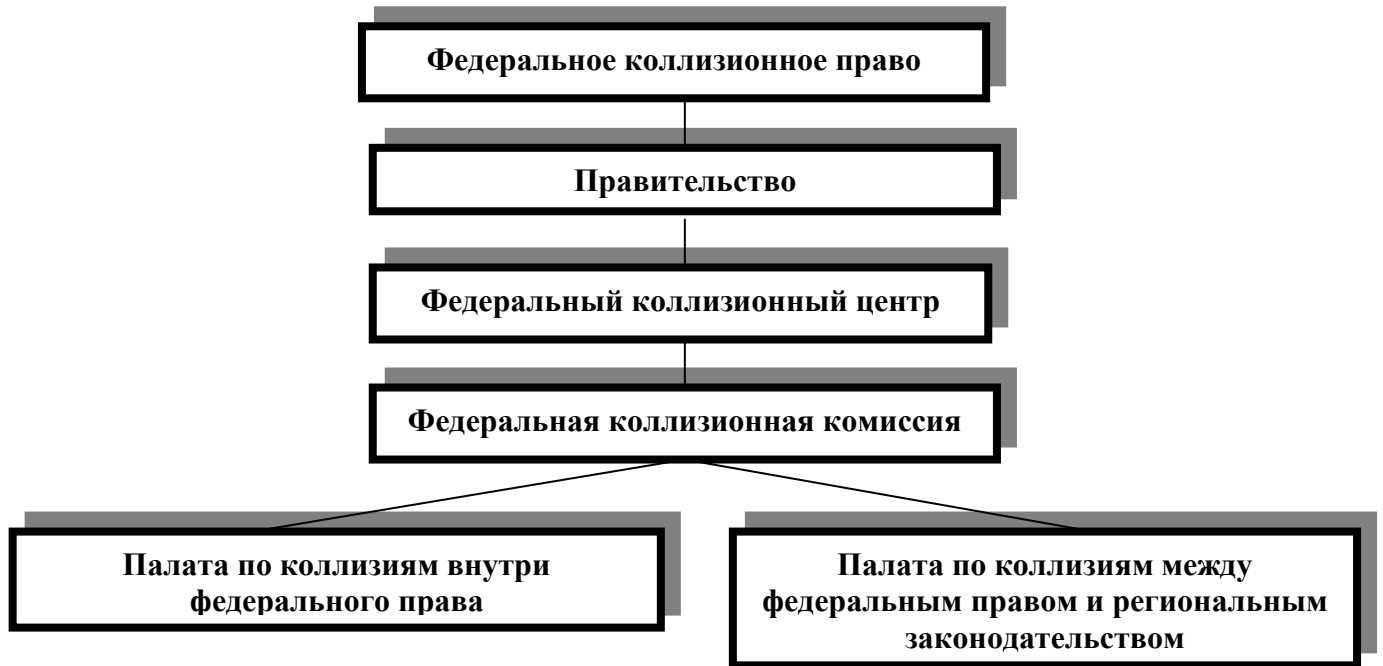 Федеральное коллизионное право
Правительство
Федеральный коллизионный центр
Федеральная коллизионная комиссия
Палата по коллизиям внутри
федерального права
Палата по коллизиям между
федеральным правом и региональным
законодательством